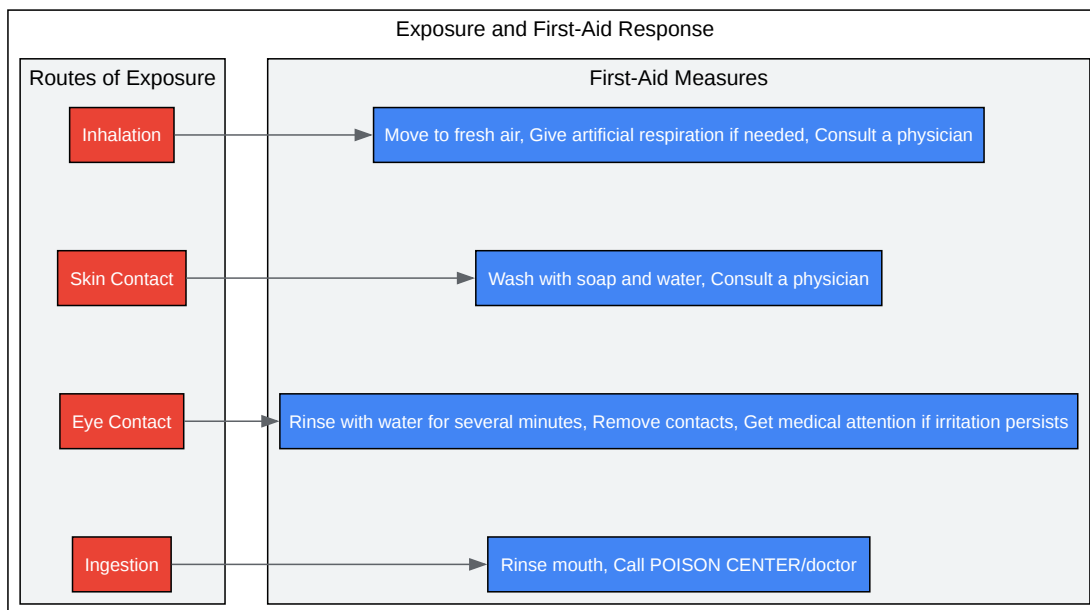 Exposure and First-Aid Response
Routes of Exposure
First-Aid Measures
Inhalation
Move to fresh air, Give artificial respiration if needed, Consult a physician
Skin Contact
Wash with soap and water, Consult a physician
Eye Contact
Rinse with water for several minutes, Remove contacts, Get medical attention if irritation persists
Ingestion
Rinse mouth, Call POISON CENTER/doctor